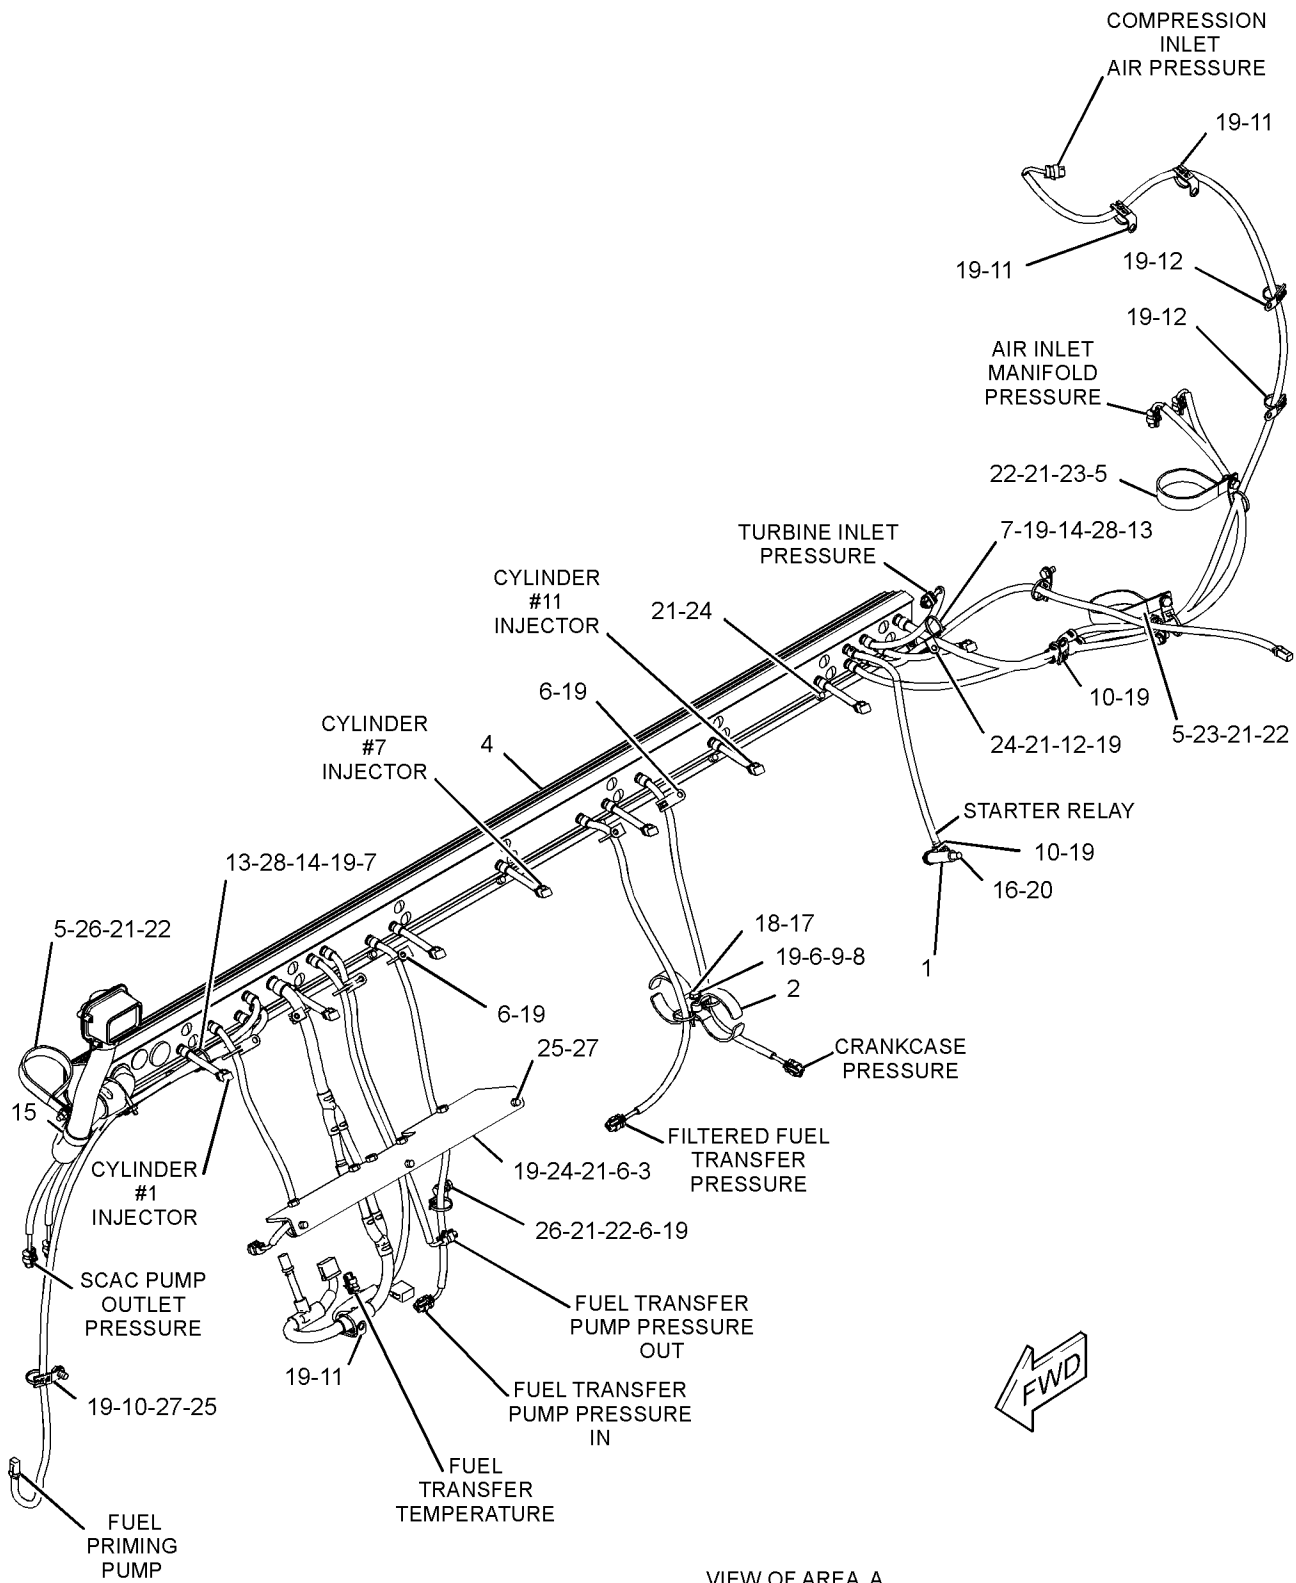 COMPRESSION
INLET
AIR PRESSURE
19-11
19-11
19-12
19-12
AIR INLET
MANIFOLD
PRESSURE
22-21-23-5
TURBINE INLET
PRESSURE
7-19-14-28-13
CYLINDER
#11
INJECTOR
21-24
6-19
10-19
CYLINDER
#7
INJECTOR
4
24-21-12-19
5-23-21-22
STARTER RELAY
13-28-14-19-7
10-19
16-20
5-26-21-22
18-17
19-6-9-8
1
2
6-19
25-27
CRANKCASE
PRESSURE
15
FILTERED FUEL
TRANSFER
PRESSURE
CYLINDER
#1
INJECTOR
19-24-21-6-3
26-21-22-6-19
SCAC PUMP
OUTLET
PRESSURE
FUEL TRANSFER
PUMP PRESSURE
OUT
19-11
19-10-27-25
FUEL TRANSFER
PUMP PRESSURE
IN
FWD
FUEL
TRANSFER
TEMPERATURE
FUEL
PRIMING
PUMP
VIEW OF AREA A